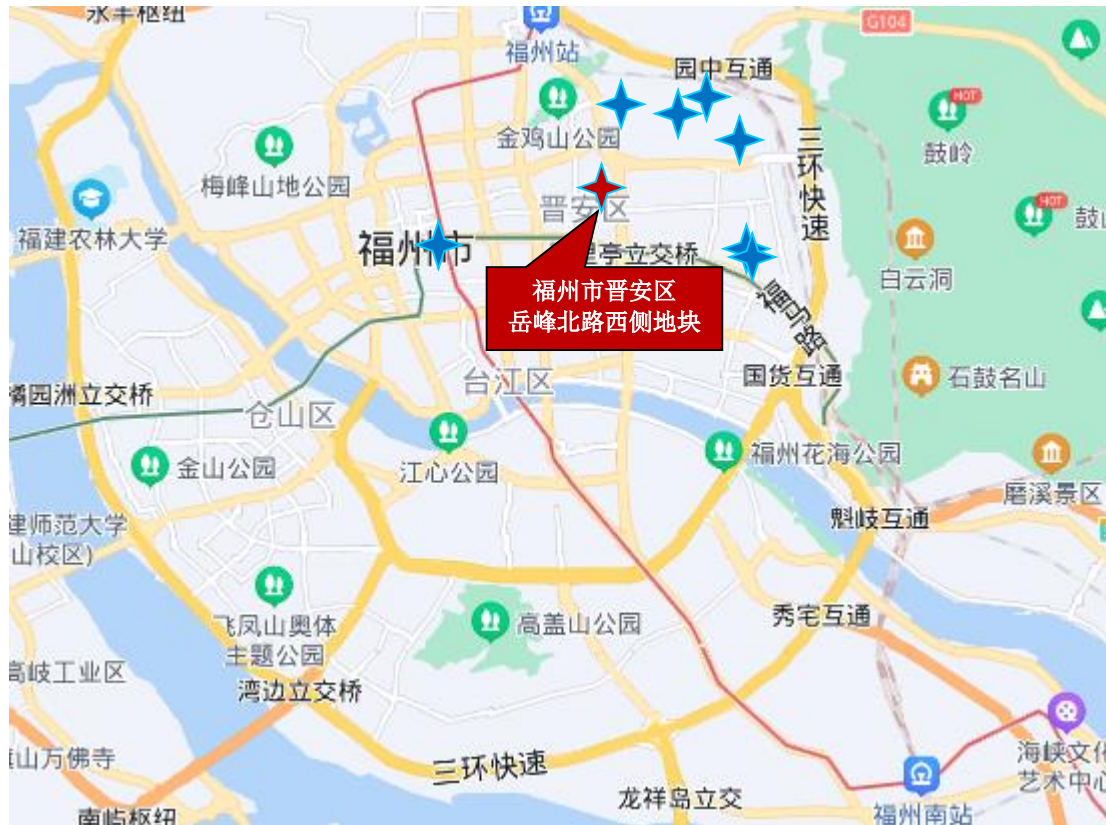 永丰枢纽
G104
福州站
园中互通
HOT
金鸡山公园
鼓岭
三环快速
梅峰山地公园
HOT
晋安区
鼓山
福建农林大学
福州市
星亭立交桥
白云洞
福州市晋安区
岳峰北路西侧地块
福马路
国货互通
石鼓名山
台江区
橘园洲立交桥
仓山区
福州花海公园
金山公园
江心公园
磨溪景区
建师范大学
山校区)
魁岐互通
飞凤山奥体
主题公园
高盖山公园
秀宅互通
高岐工业区
湾边立交桥
山万佛寺
三环快速
海峡文化
艺术中心
龙祥岛立交
福州南站
南屿枢纽